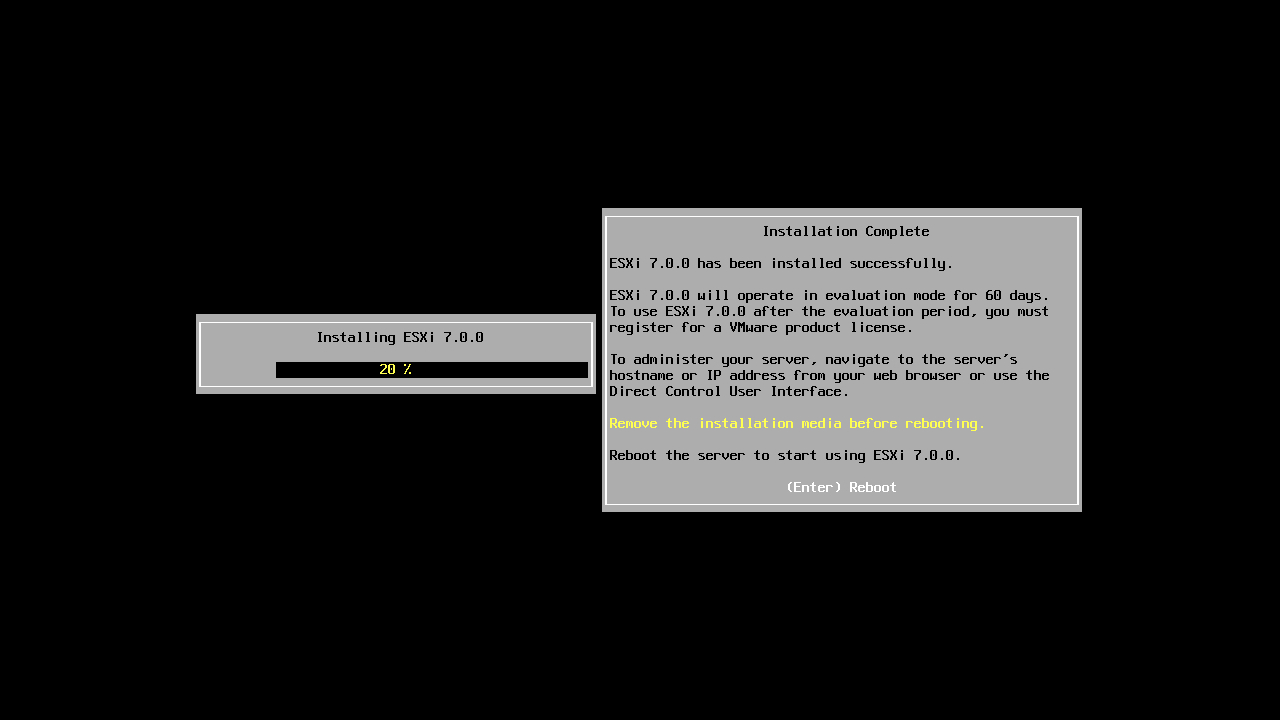 Installing ESXi 7.0.0
20 %
Installation Complete
ESXi 7.0.0 has been installed successfully.
ESXi 7.0.0 will operate in evaluation mode for 60 days.
To use ESXi 7.0.0 after the evaluation period, you must
register for a VMware product license.
To administer your server, navigate to the server's
hostname or IP address from your web browser or use the
Direct Control User Interface.
Remove the installation media before rebooting.
Reboot the server to start using ESXi 7.0.0.
(Enter) Reboot